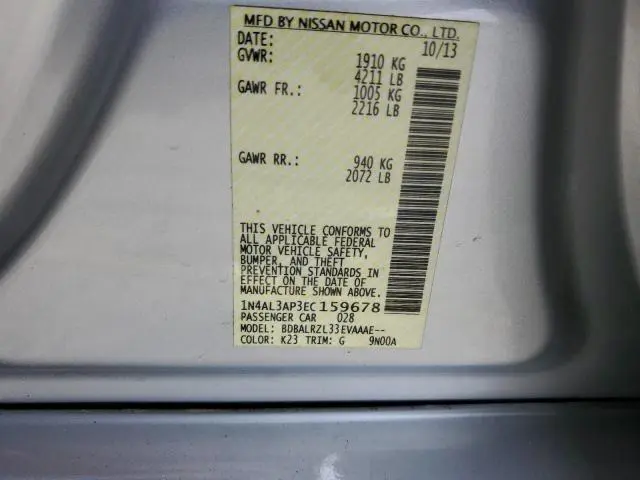 MFD BY NISSAN MOTOR CO., LTD.
DATE: 10/13
GVWR: 1910 KG
4211 LB
GAWR FR.: 1005 KG
2216 LB
GAWR RR.: 940 KG
2072 LB
THIS VEHICLE CONFORMS TO
ALL APPLICABLE FEDERAL
MOTOR VEHICLE SAFETY,
BUMPER, AND THEFT
PREVENTION STANDARDS IN
EFFECT ON THE DATE OF
MANUFACTURE SHOWN ABOVE.
1N4AL3AP3EC159678
PASSENGER CAR 028
MODEL: BDBALRZL33EVAAAE--
COLOR: K23 TRIM: G 9N00A